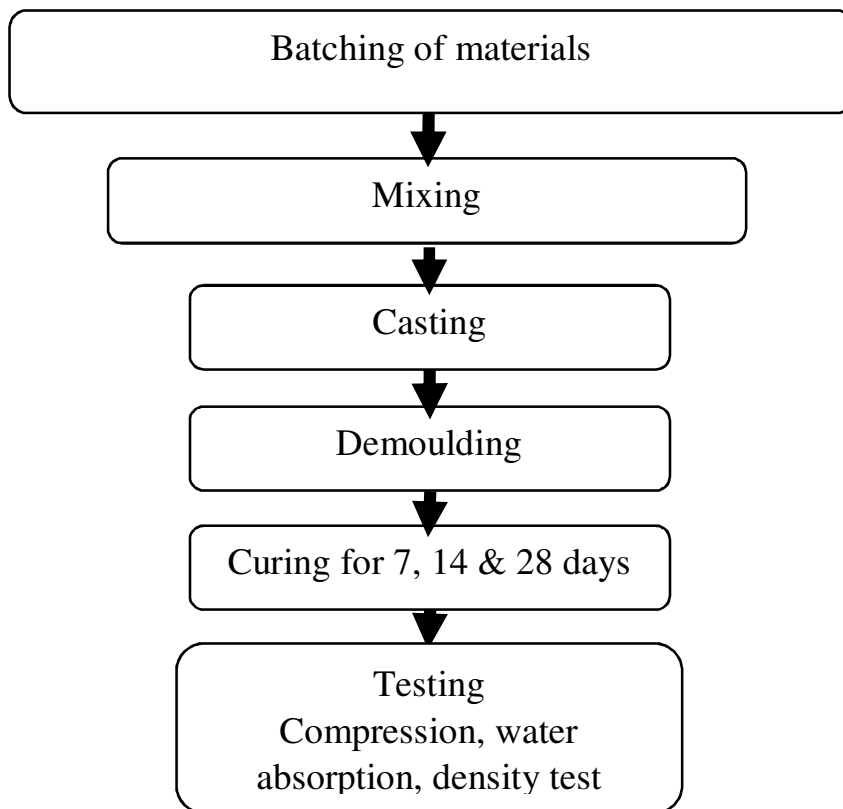 Batching of materials
Mixing
Casting
Demoulding
Curing for 7, 14 & 28 days
Testing
Compression, water
absorption, density test